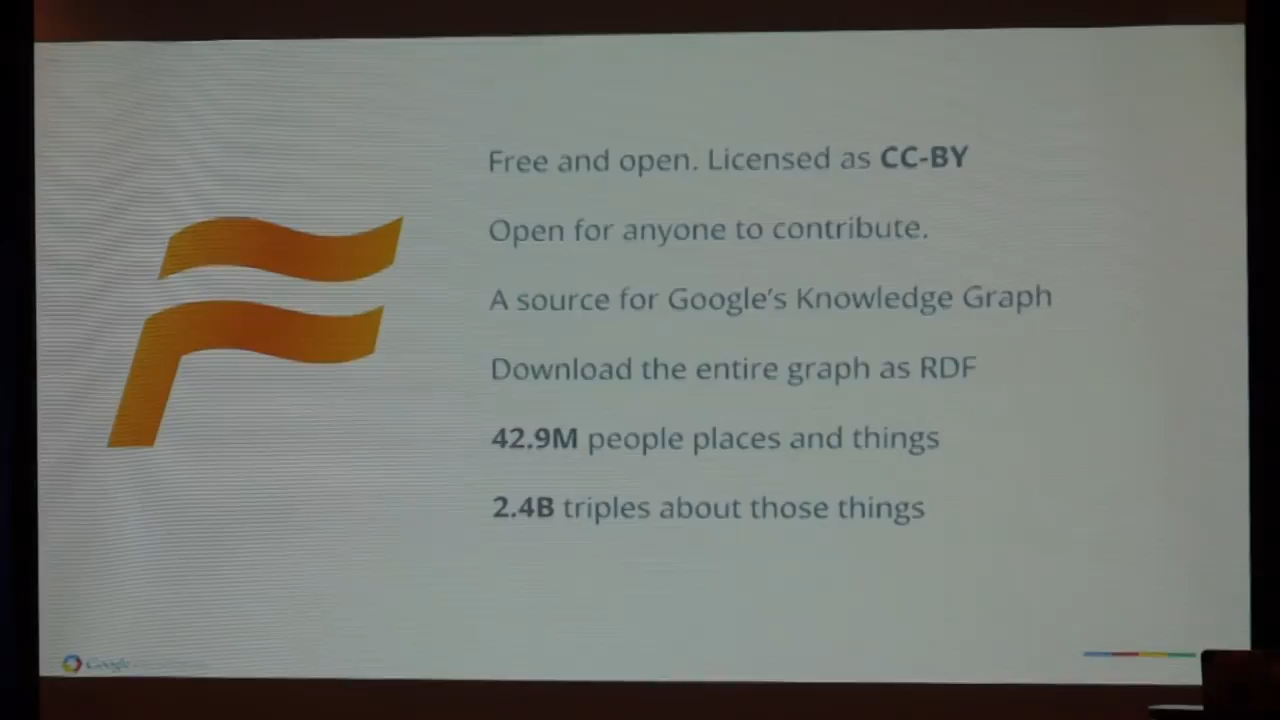 Free and open. Licensed as CC-BY
Open for anyone to contribute.
A source for Google's Knowledge Graph
Download the entire graph as RDF
42.9M people places and things
2.4B triples about those things
Google